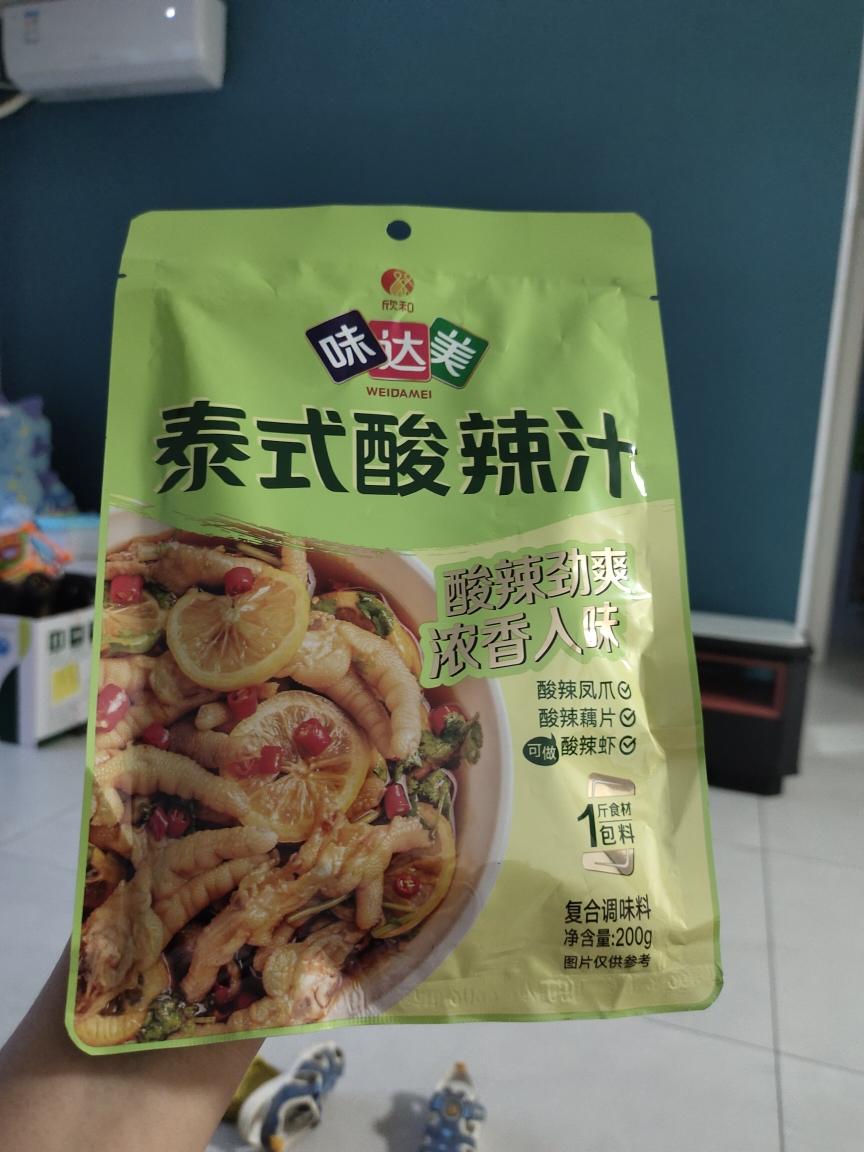 欣和
味达美
WEIDAMEI
泰式酸辣汁
酸辣劲爽
浓香入味
酸辣凤爪
酸辣藕片
可做 酸辣虾
1斤食材
1包料
复合调味料
净含量:200g
图片仅供参考